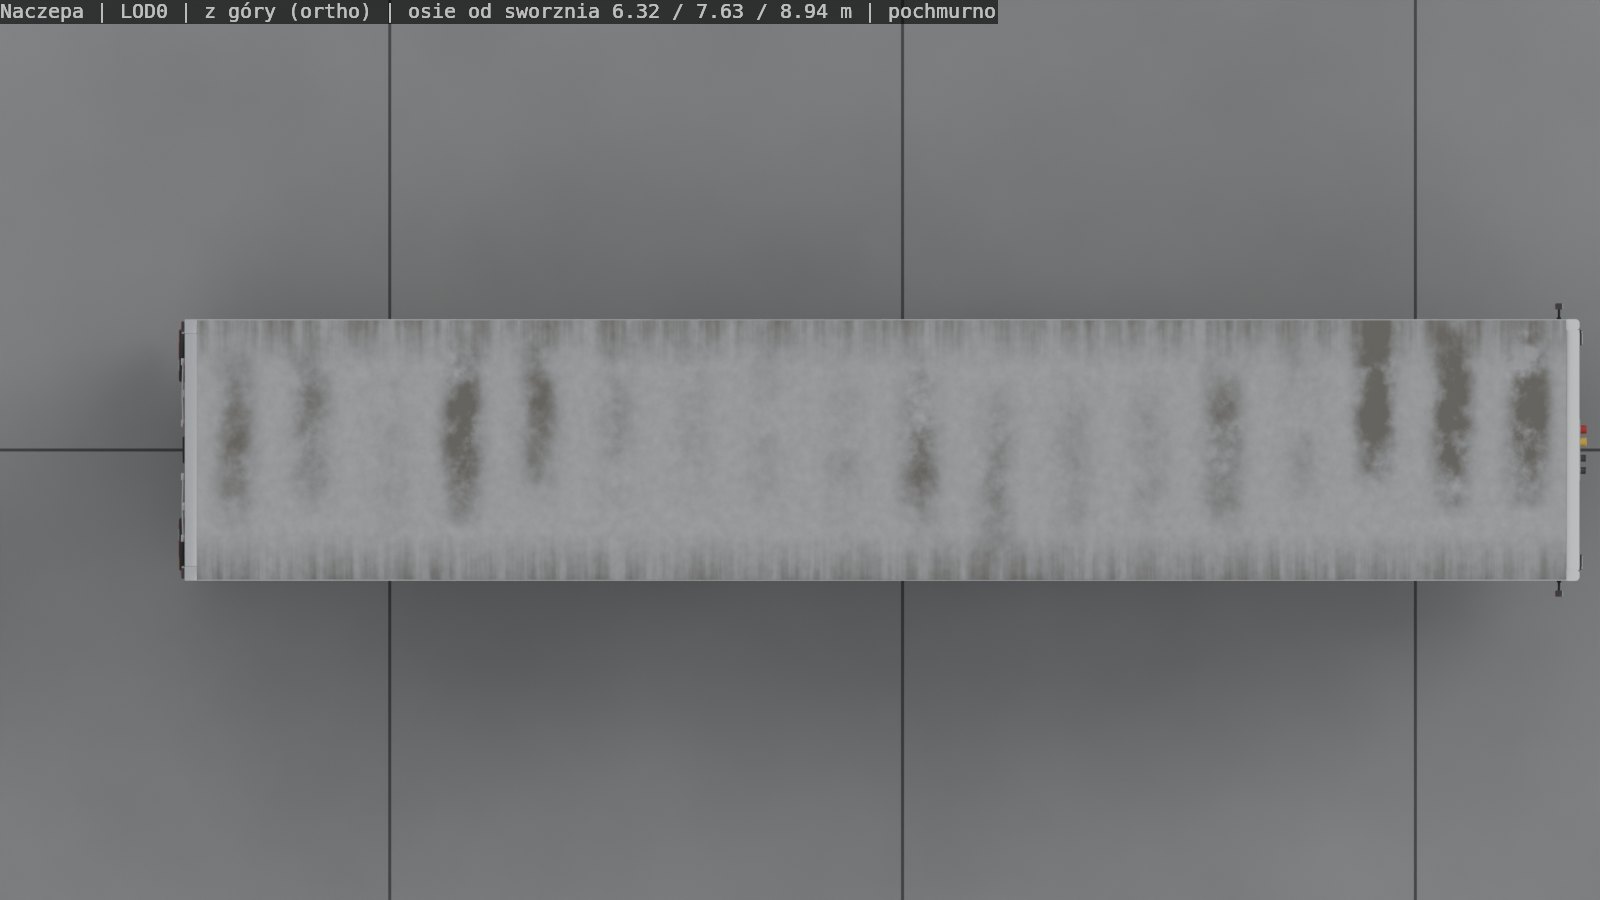 Naczepa | LOD0 | z góry (ortho) | osie od sworznia 6.32 / 7.63 / 8.94 m | pochmurno